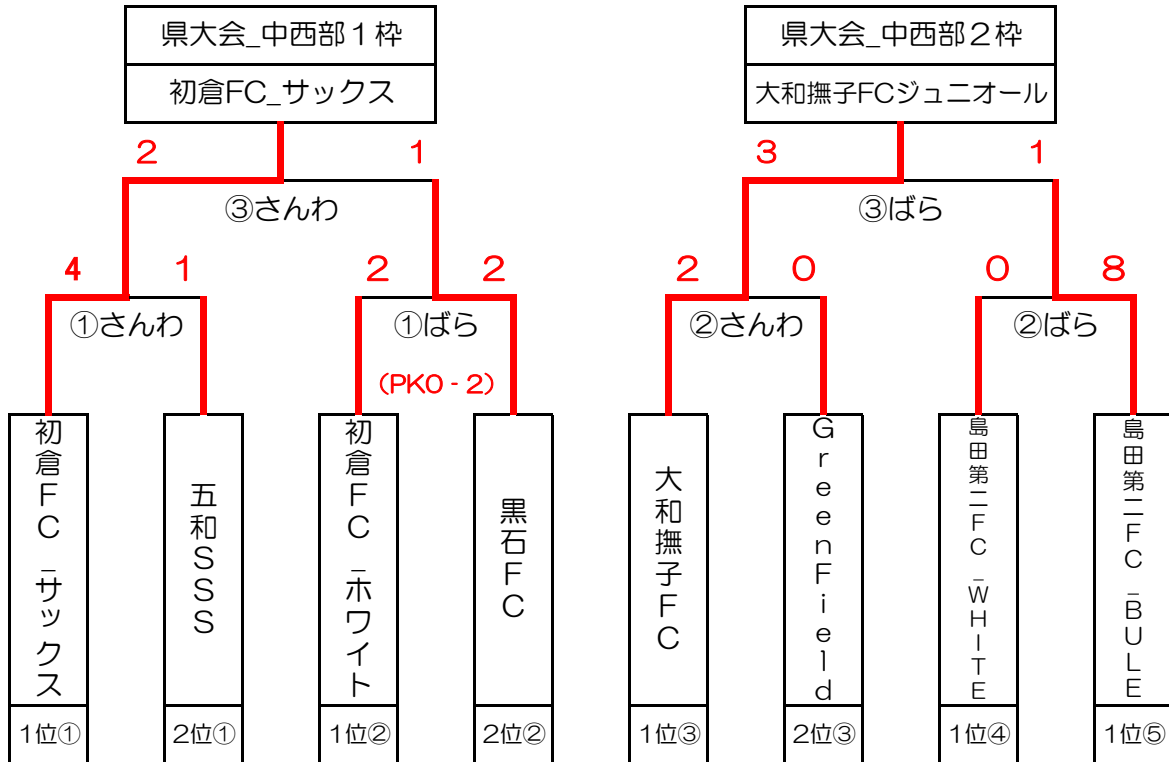 県大会_中西部1枠
初倉FC_サックス
県大会_中西部2枠
大和撫子FCジュニオール
2
1
3
1
③さんわ
③ばら
4
1
2
2
2
0
0
8
①さんわ
①ばら
②さんわ
②ばら
(PK0-2)
初倉FC_サックス
五和SSS
初倉FC_ホワイト
黒石FC
大和撫子FC
GreenField
島田第二FC_WHITE
島田第二FC_BULE
1位①
2位①
1位②
2位②
1位③
2位③
1位④
1位⑤